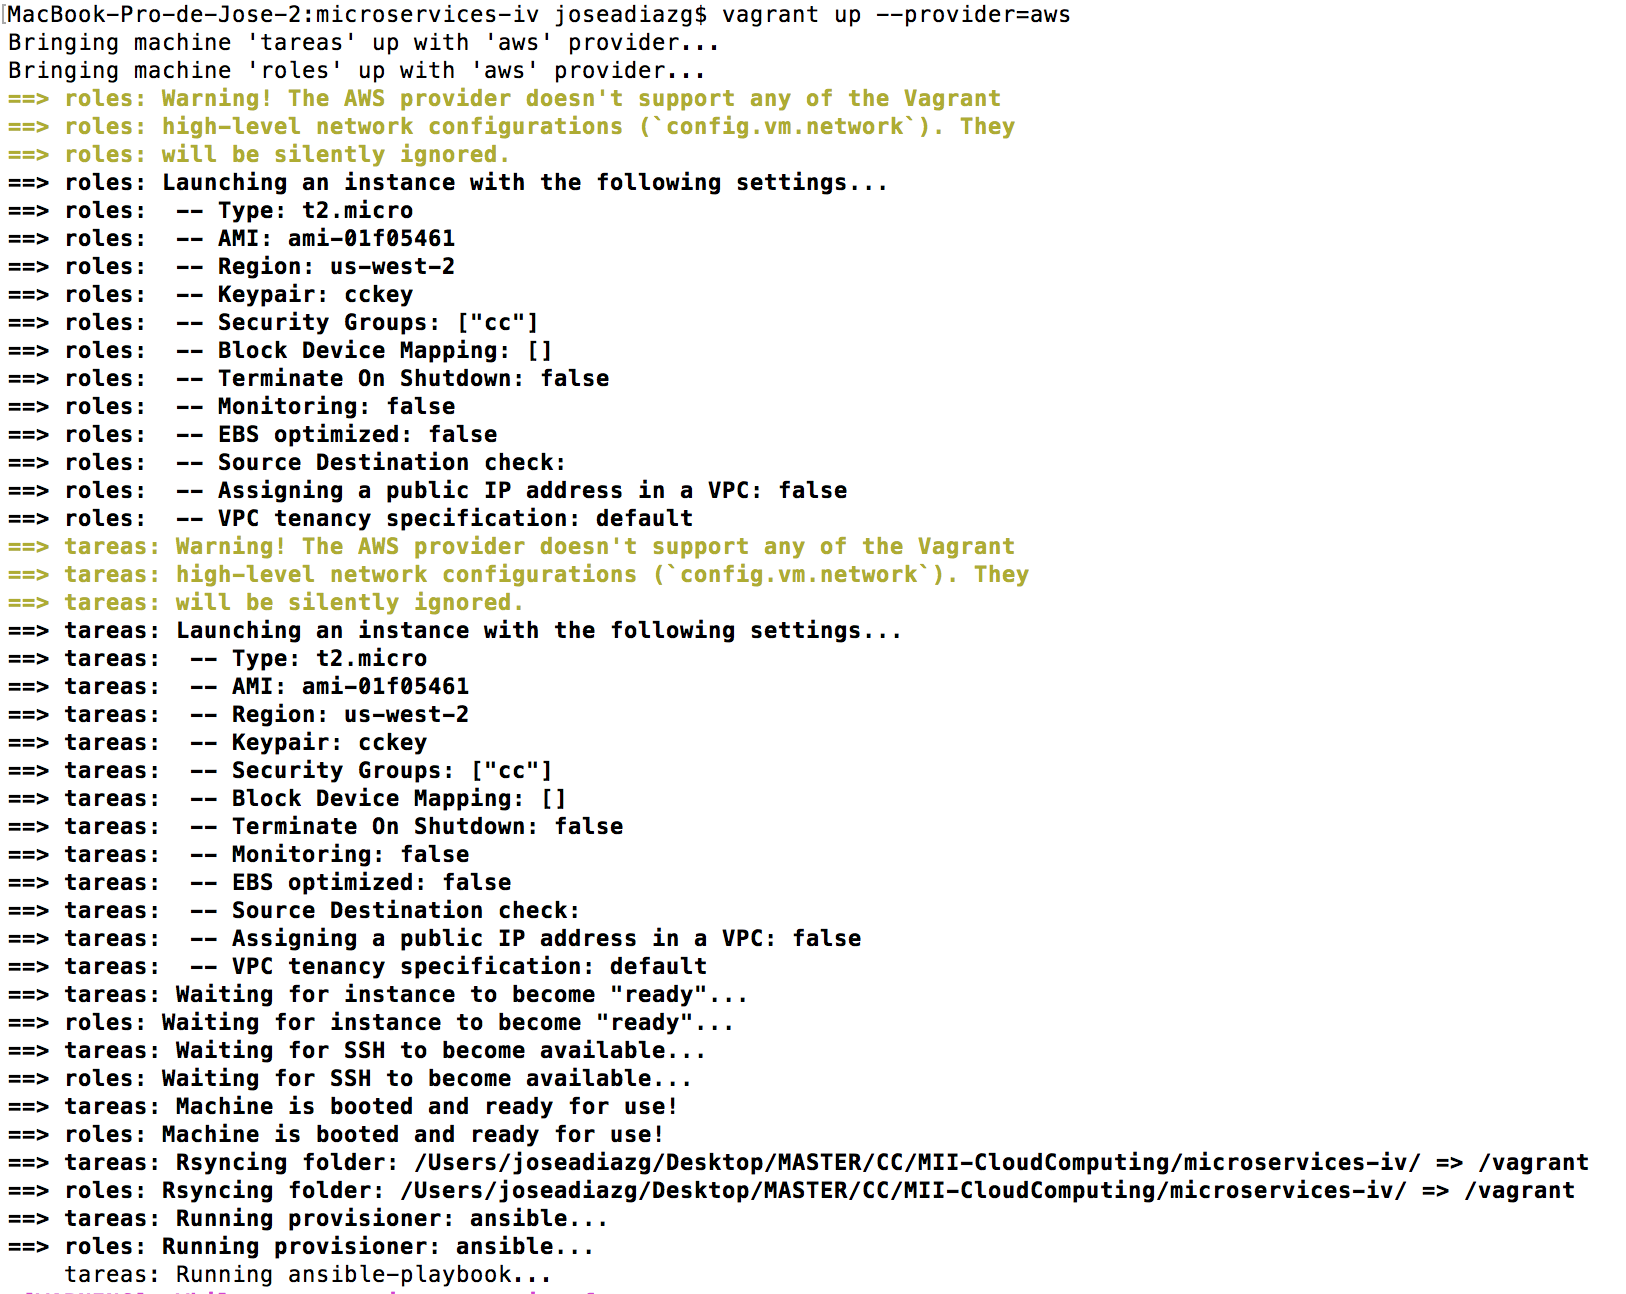 MacBook-Pro-de-Jose-2:microservices-iv joseadiazg$ vagrant up --provider=aws
Bringing machine 'tareas' up with 'aws' provider...
Bringing machine 'roles' up with 'aws' provider...
==> roles: Warning! The AWS provider doesn't support any of the Vagrant
==> roles: high-level network configurations (`config.vm.network`). They
==> roles: will be silently ignored.
==> roles: Launching an instance with the following settings...
==> roles:  -- Type: t2.micro
==> roles:  -- AMI: ami-01f05461
==> roles:  -- Region: us-west-2
==> roles:  -- Keypair: cckey
==> roles:  -- Security Groups: ["cc"]
==> roles:  -- Block Device Mapping: []
==> roles:  -- Terminate On Shutdown: false
==> roles:  -- Monitoring: false
==> roles:  -- EBS optimized: false
==> roles:  -- Source Destination check:
==> roles:  -- Assigning a public IP address in a VPC: false
==> roles:  -- VPC tenancy specification: default
==> tareas: Warning! The AWS provider doesn't support any of the Vagrant
==> tareas: high-level network configurations (`config.vm.network`). They
==> tareas: will be silently ignored.
==> tareas: Launching an instance with the following settings...
==> tareas:  -- Type: t2.micro
==> tareas:  -- AMI: ami-01f05461
==> tareas:  -- Region: us-west-2
==> tareas:  -- Keypair: cckey
==> tareas:  -- Security Groups: ["cc"]
==> tareas:  -- Block Device Mapping: []
==> tareas:  -- Terminate On Shutdown: false
==> tareas:  -- Monitoring: false
==> tareas:  -- EBS optimized: false
==> tareas:  -- Source Destination check:
==> tareas:  -- Assigning a public IP address in a VPC: false
==> tareas:  -- VPC tenancy specification: default
==> tareas: Waiting for instance to become "ready"...
==> roles: Waiting for instance to become "ready"...
==> tareas: Waiting for SSH to become available...
==> roles: Waiting for SSH to become available...
==> tareas: Machine is booted and ready for use!
==> roles: Machine is booted and ready for use!
==> tareas: Rsyncing folder: /Users/joseadiazg/Desktop/MASTER/CC/MII-CloudComputing/microservices-iv/ => /vagrant
==> roles: Rsyncing folder: /Users/joseadiazg/Desktop/MASTER/CC/MII-CloudComputing/microservices-iv/ => /vagrant
==> tareas: Running provisioner: ansible...
==> roles: Running provisioner: ansible...
    tareas: Running ansible-playbook...